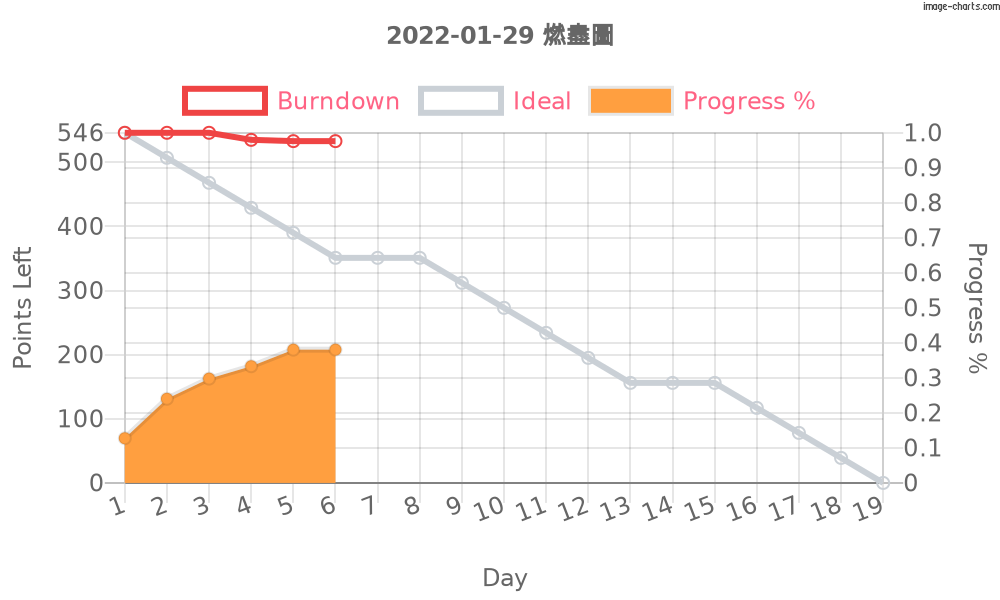 image-charts.com
2022-01-29 燃盡圖
Burndown Ideal Progress %
546 1.0
500 0.9
400 0.8
300 0.7
200 0.6
100 0.5
0 0.4
0.3
0.2
0.1
0
Points Left
Progress %
1 2 3 4 5 6 7 8 9 10 11 12 13 14 15 16 17 18 19
Day